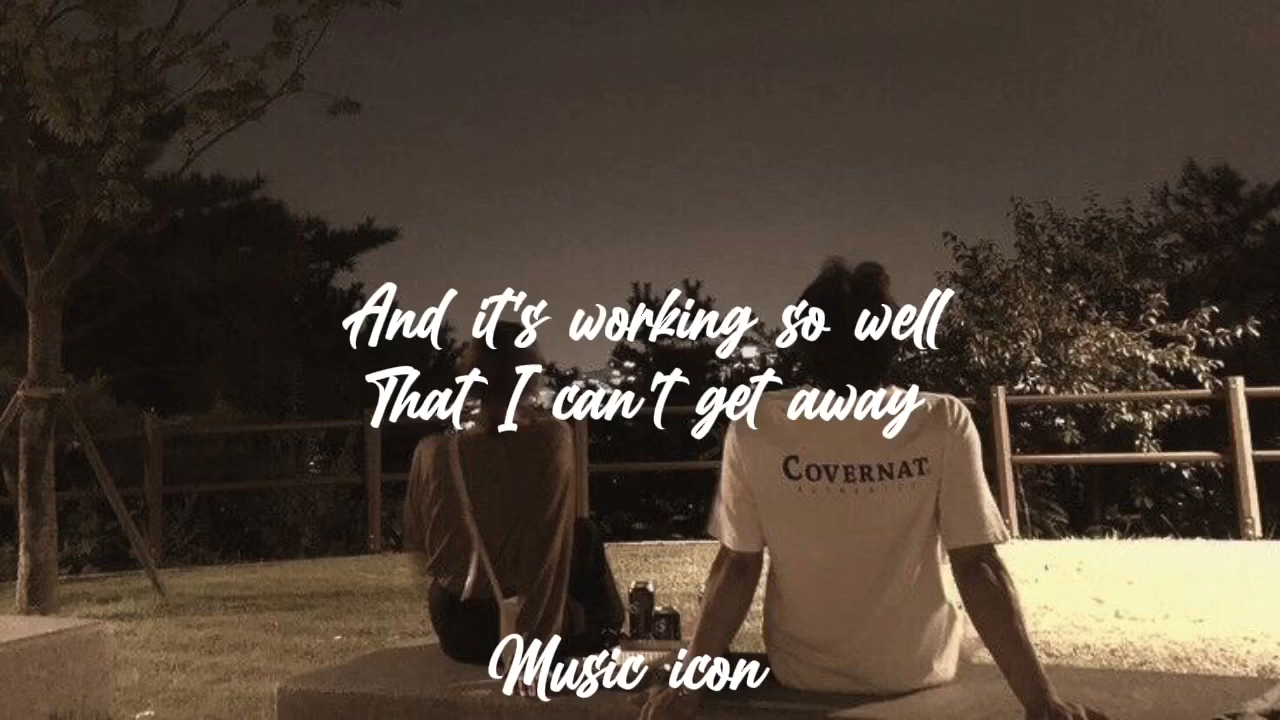 And it's working so well
That I can't get away
COVERNAT
Music icon